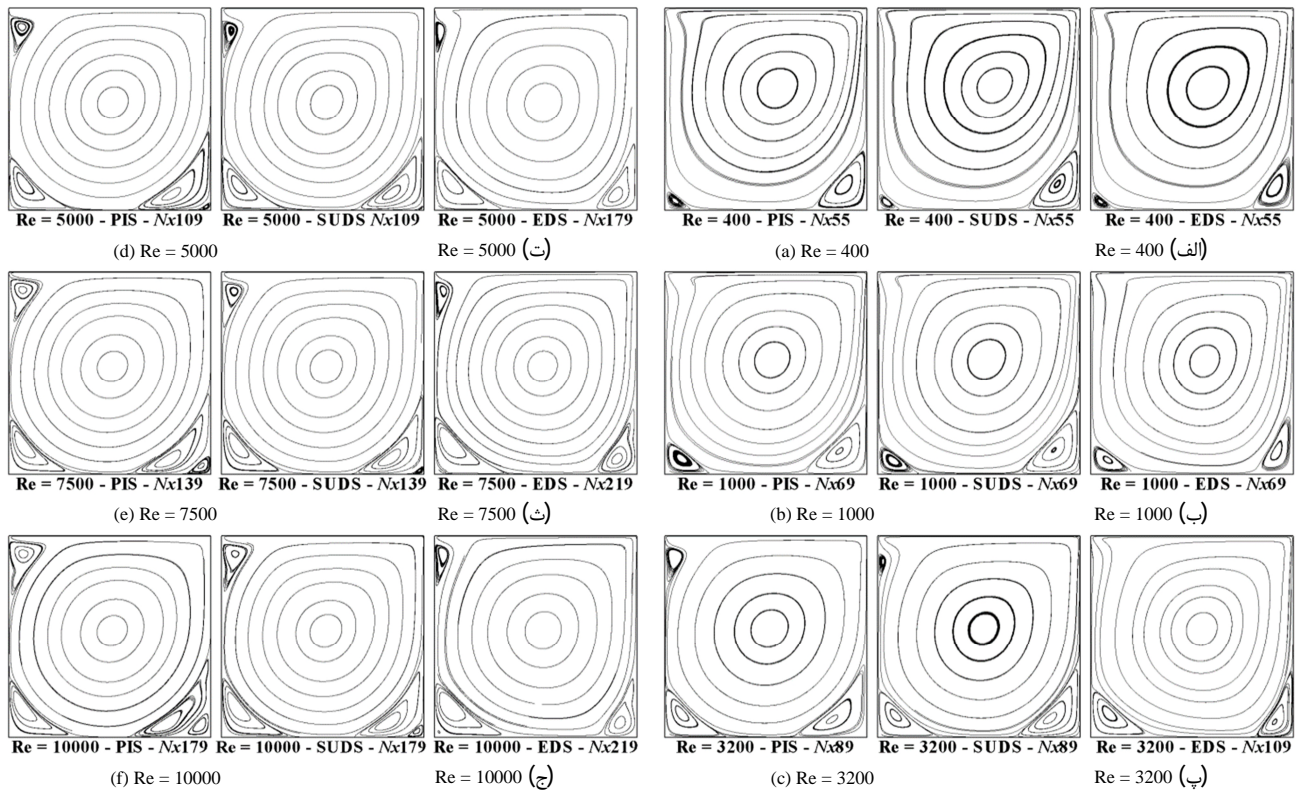 Re = 5000 - PIS - Nx109
Re = 5000 - SUDS Nx109
Re = 5000 - EDS - Nx179
Re = 400 - PIS - Nx55
Re = 400 - SUDS - Nx55
Re = 400 - EDS - Nx55
(d) Re = 5000
Re = 5000 (ت)
(a) Re = 400
Re = 400 (الف)
Re = 7500 - PIS - Nx139
Re = 7500 - SUDS - Nx139
Re = 7500 - EDS - Nx219
Re = 1000 - PIS - Nx69
Re = 1000 - SUDS - Nx69
Re = 1000 - EDS - Nx69
(e) Re = 7500
Re = 7500 (ث)
(b) Re = 1000
Re = 1000 (ب)
Re = 10000 - PIS - Nx179
Re = 10000 - SUDS - Nx179
Re = 10000 - EDS - Nx219
Re = 3200 - PIS - Nx89
Re = 3200 - SUDS - Nx89
Re = 3200 - EDS - Nx109
(f) Re = 10000
Re = 10000 (ج)
(c) Re = 3200
Re = 3200 (پ)